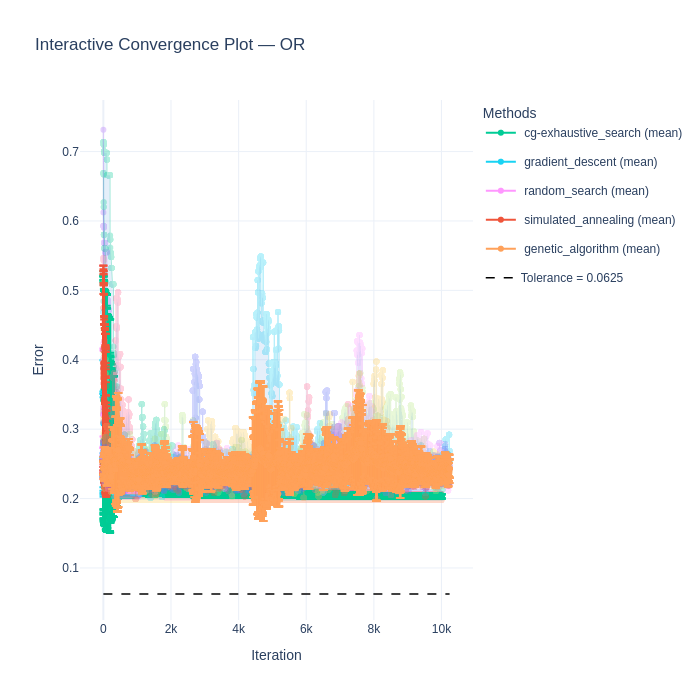 Interactive Convergence Plot — OR
Methods
cg-exhaustive_search (mean)
gradient_descent (mean)
random_search (mean)
simulated_annealing (mean)
genetic_algorithm (mean)
Tolerance = 0.0625
Error
0.7
0.6
0.5
0.4
0.3
0.2
0.1
0
2k
4k
6k
8k
10k
Iteration